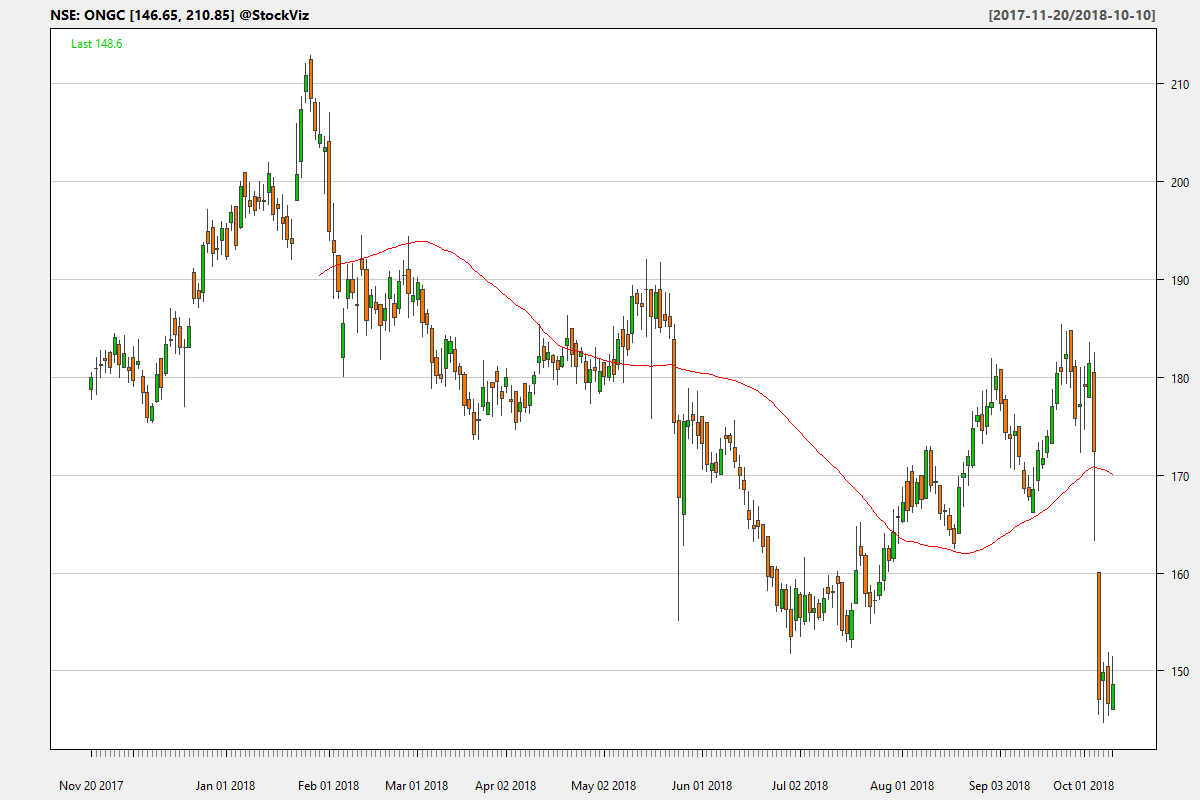 NSE: ONGC [146.65, 210.85] @StockViz
[2017-11-20/2018-10-10]
Last 148.6
210
200
190
180
170
160
150
Nov 20 2017
Jan 01 2018
Feb 01 2018
Mar 01 2018
Apr 02 2018
May 02 2018
Jun 01 2018
Jul 02 2018
Aug 01 2018
Sep 03 2018
Oct 01 2018